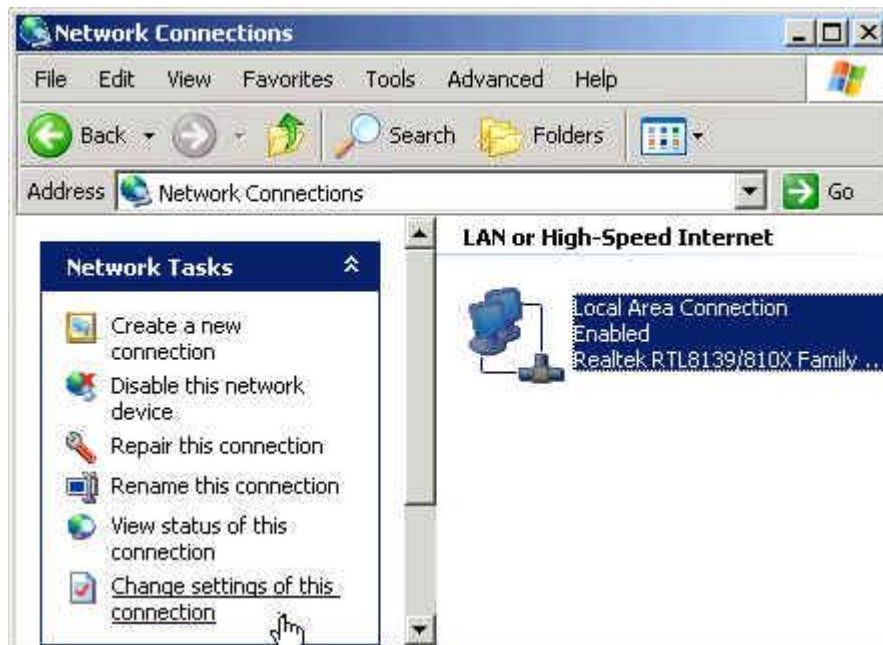 Network Connections
File Edit View Favorites Tools Advanced Help
Back Search Folders
Address Network Connections Go
Network Tasks
Create a new
connection
Disable this network
device
Repair this connection
Rename this connection
View status of this
connection
Change settings of this
connection
LAN or High-Speed Internet
Local Area Connection
Enabled
Realtek RTL8139/810X Family ...